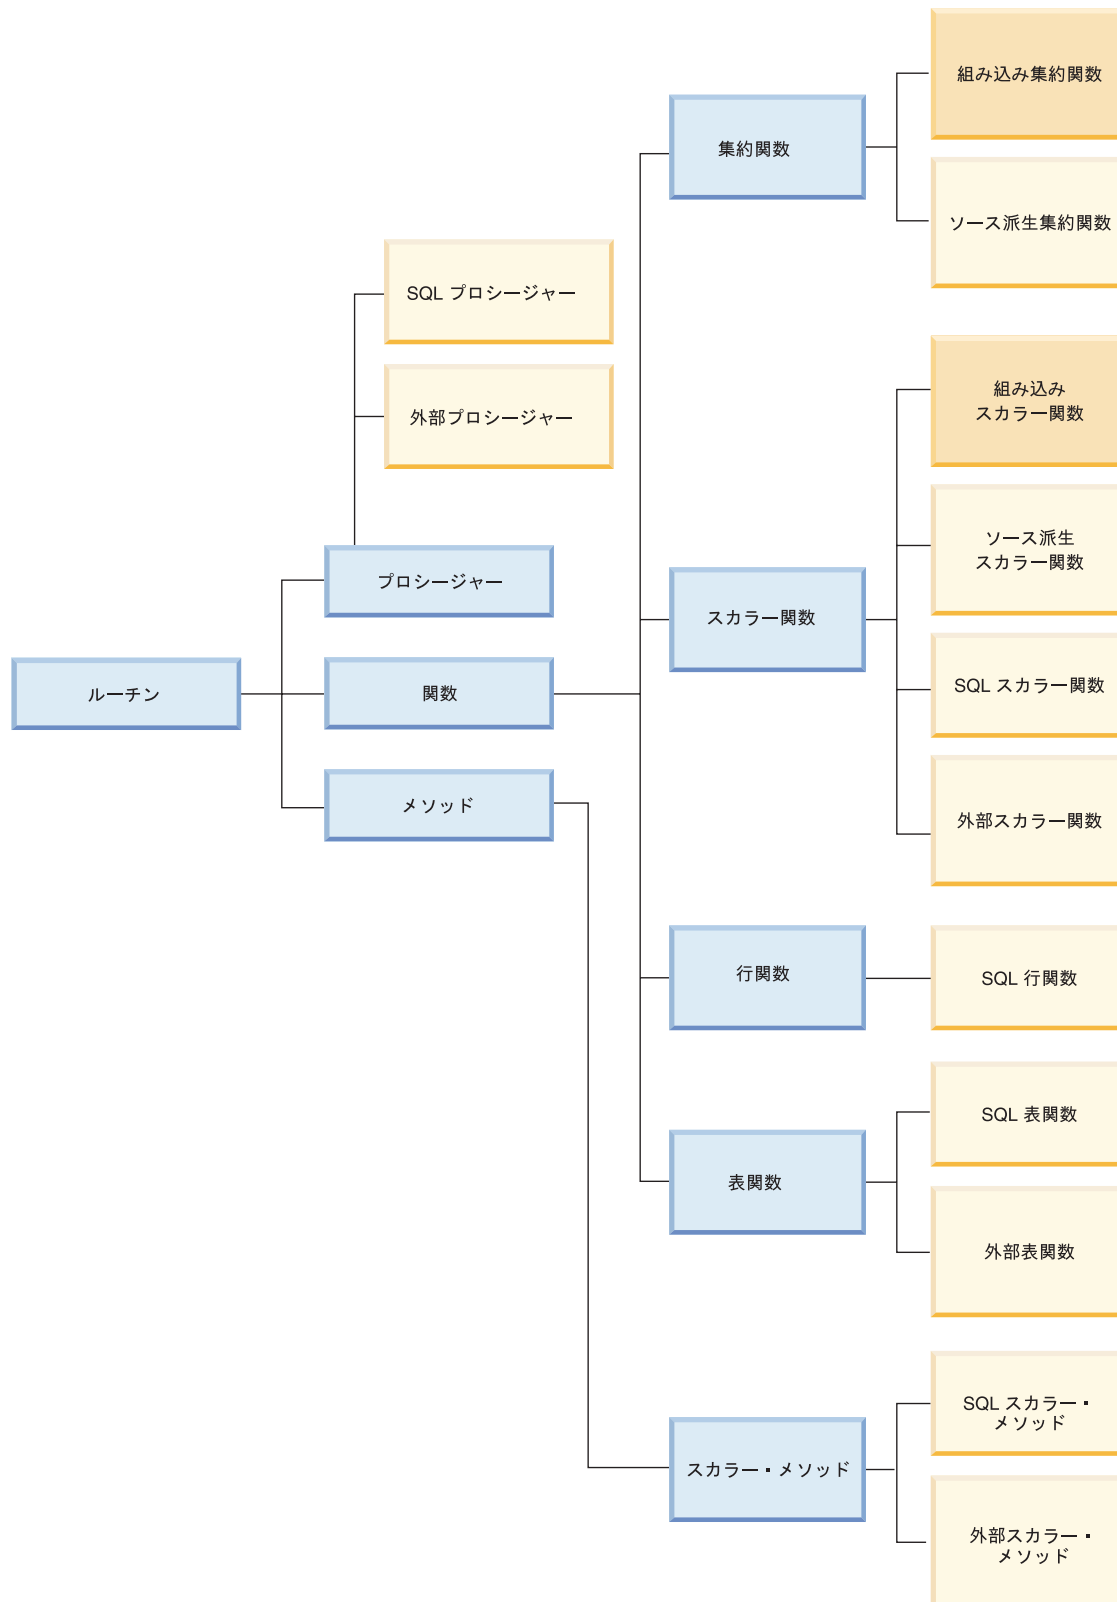 組み込み集約関数
集約関数
ソース派生集約関数
SQL プロシージャー
外部プロシージャー
組み込み
スカラー関数
ソース派生
スカラー関数
プロシージャー
スカラー関数
SQL スカラー関数
ルーチン
関数
メソッド
外部スカラー関数
行関数
SQL 行関数
SQL 表関数
表関数
外部表関数
SQL スカラー・
メソッド
スカラー・メソッド
外部スカラー・
メソッド